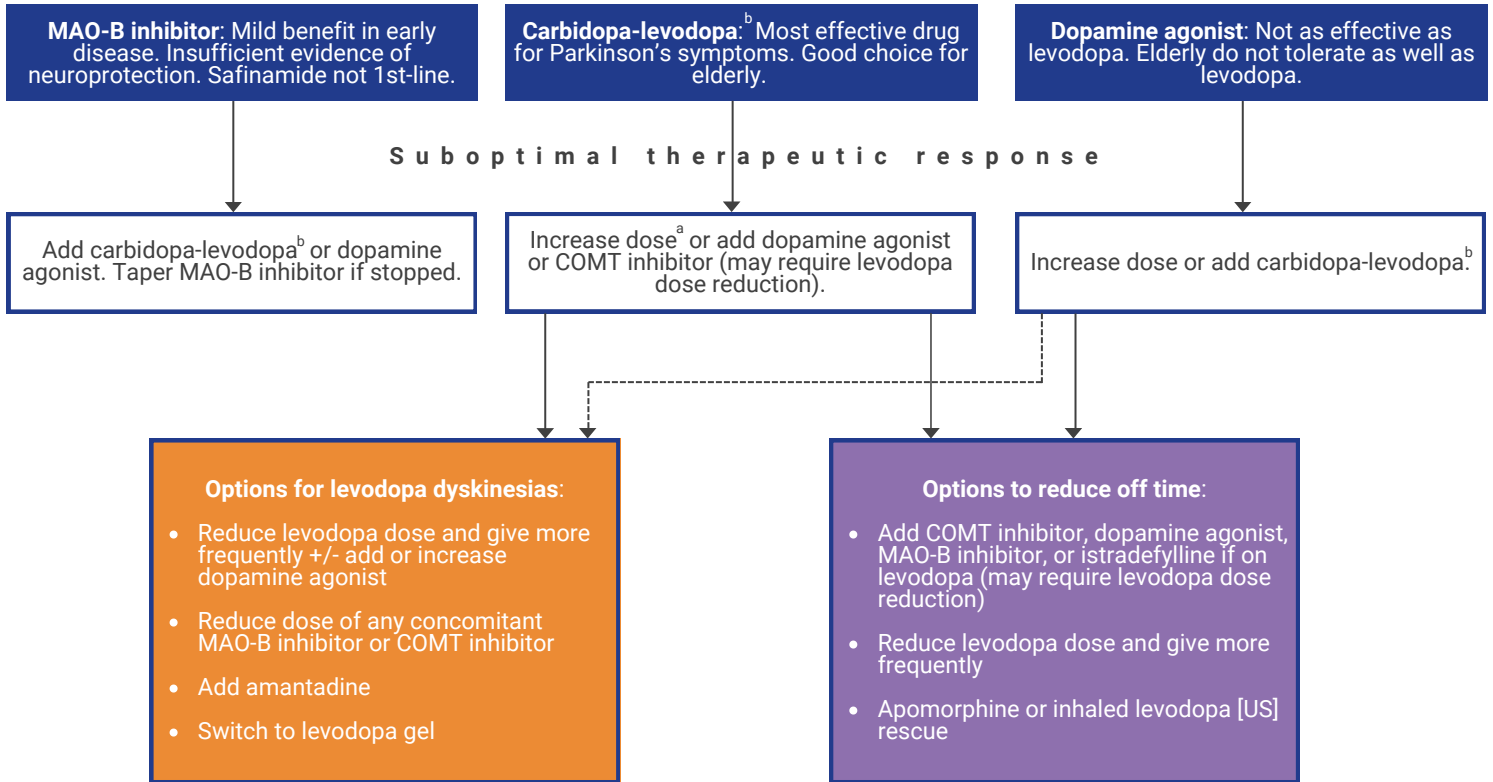 MAO-B inhibitor: Mild benefit in early
disease. Insufficient evidence of
neuroprotection. Safinamide not 1st-line.
Carbidopa-levodopa:b Most effective drug
for Parkinson’s symptoms. Good choice for
elderly.
Dopamine agonist: Not as effective as
levodopa. Elderly do not tolerate as well as
levodopa.
Suboptimal therapeutic response
Add carbidopa-levodopab or dopamine
agonist. Taper MAO-B inhibitor if stopped.
Increase dosea or add dopamine agonist
or COMT inhibitor (may require levodopa
dose reduction).
Increase dose or add carbidopa-levodopa.b
Options for levodopa dyskinesias:
• Reduce levodopa dose and give more
frequently +/- add or increase
dopamine agonist
• Reduce dose of any concomitant
MAO-B inhibitor or COMT inhibitor
• Add amantadine
• Switch to levodopa gel
Options to reduce off time:
• Add COMT inhibitor, dopamine agonist,
MAO-B inhibitor, or istradefylline if on
levodopa (may require levodopa dose
reduction)
• Reduce levodopa dose and give more
frequently
• Apomorphine or inhaled levodopa [US]
rescue